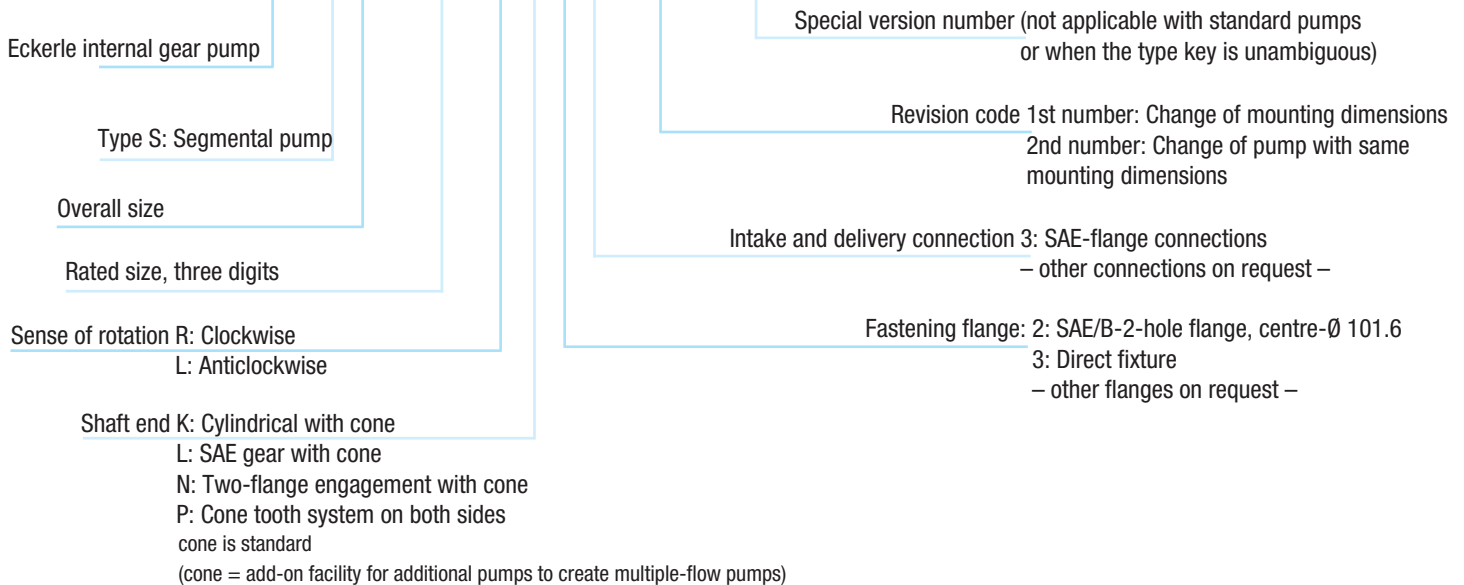 Eckerle internal gear pump
Type S: Segmental pump
Overall size
Rated size, three digits
Sense of rotation R: Clockwise
L: Anticlockwise
Shaft end K: Cylindrical with cone
L: SAE gear with cone
N: Two-flange engagement with cone
P: Cone tooth system on both sides
cone is standard
(cone = add-on facility for additional pumps to create multiple-flow pumps)
Special version number (not applicable with standard pumps
or when the type key is unambiguous)
Revision code 1st number: Change of mounting dimensions
2nd number: Change of pump with same
mounting dimensions
Intake and delivery connection 3: SAE-flange connections
– other connections on request –
Fastening flange: 2: SAE/B-2-hole flange, centre-Ø 101.6
3: Direct fixture
– other flanges on request –